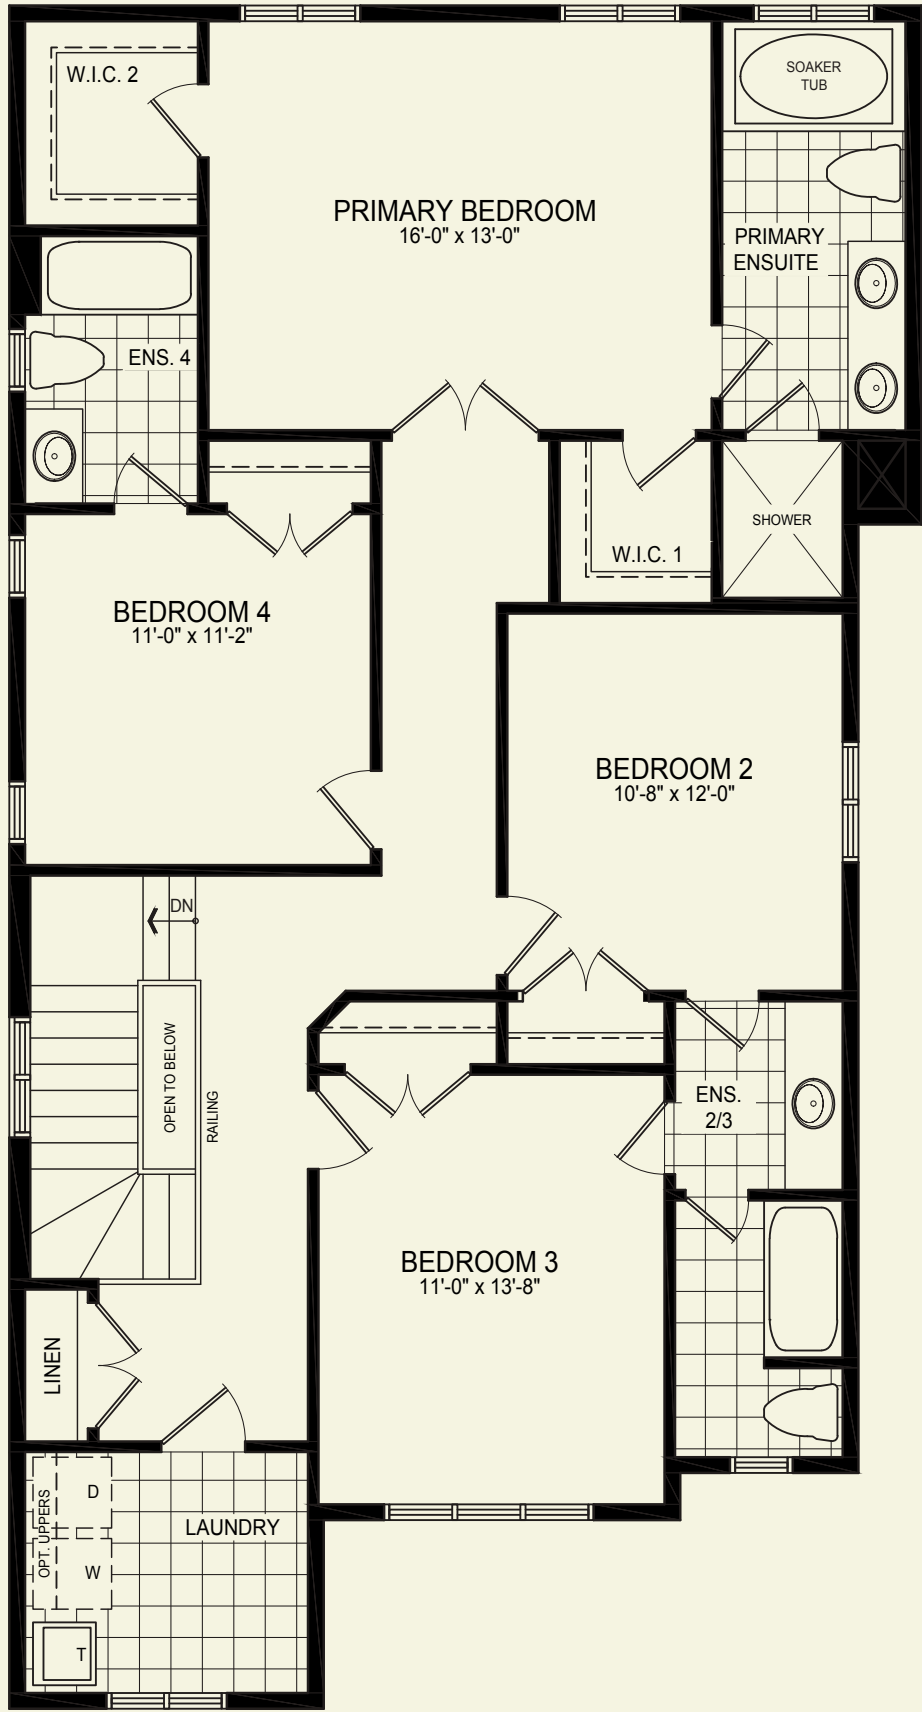 W.I.C. 2
SOAKER
TUB
PRIMARY BEDROOM
16'-0" x 13'-0"
PRIMARY
ENSUITE
ENS. 4
SHOWER
W.I.C. 1
BEDROOM 4
11'-0" x 11'-2"
BEDROOM 2
10'-8" x 12'-0"
DN
OPEN TO BELOW
RAILING
ENS.
2/3
BEDROOM 3
11'-0" x 13'-8"
LINEN
OPT. UPPERS
D
LAUNDRY
W
T